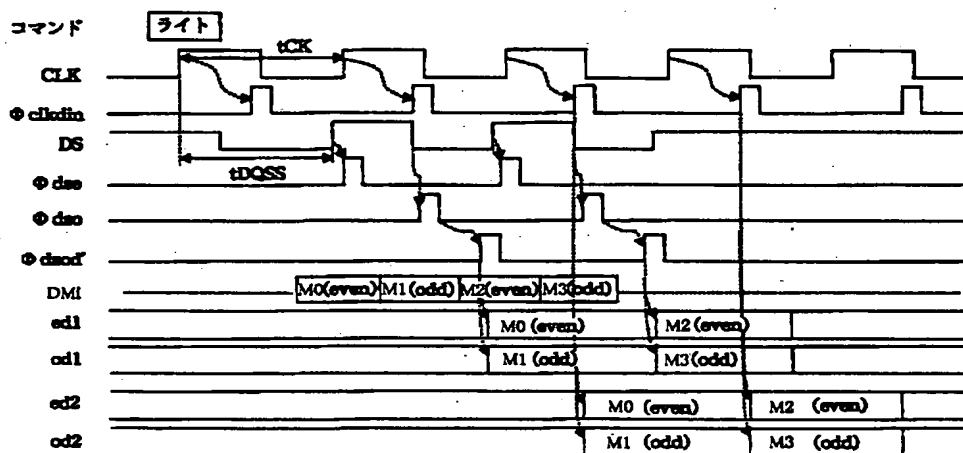 コマンド ライト
tCK
CLK
Φ clkdin
DS
tDQSS
Φ dse
Φ dso
Φ dsod'
DMI M0(even) M1(odd) M2(even) M3(odd)
ed1 M0 (even) M2 (even)
od1 M1 (odd) M3(odd)
ed2 M0 (even) M2 (even)
od2 M1 (odd) M3 (odd)